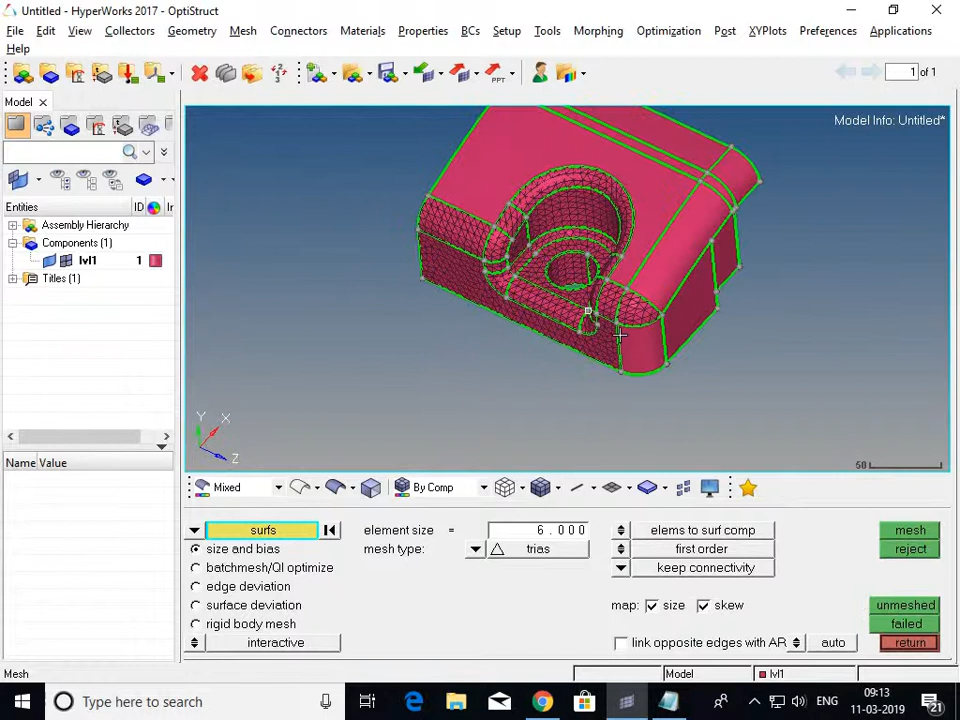 Untitled - HyperWorks 2017 - OptiStruct
File Edit View Collectors Geometry Mesh Connectors Materials Properties BCs Setup Tools Morphing Optimization Post XYPlots Preferences Applications
Help
1 of 1
Model
Model Info: Untitled*
Entities ID
Assembly Hierarchy
Components (1)
lvl1 1
Titles (1)
Name Value
Y X
Z
50
Mixed By Comp
surfs element size = 6.000 elems to surf comp mesh
size and bias mesh type: trias first order reject
batchmesh/QI optimize keep connectivity
edge deviation
surface deviation map: size skew unmeshed
rigid body mesh failed
interactive link opposite edges with AR auto return
Mesh Model lvl1
Type here to search PPT ENG 09:13
11-03-2019 21